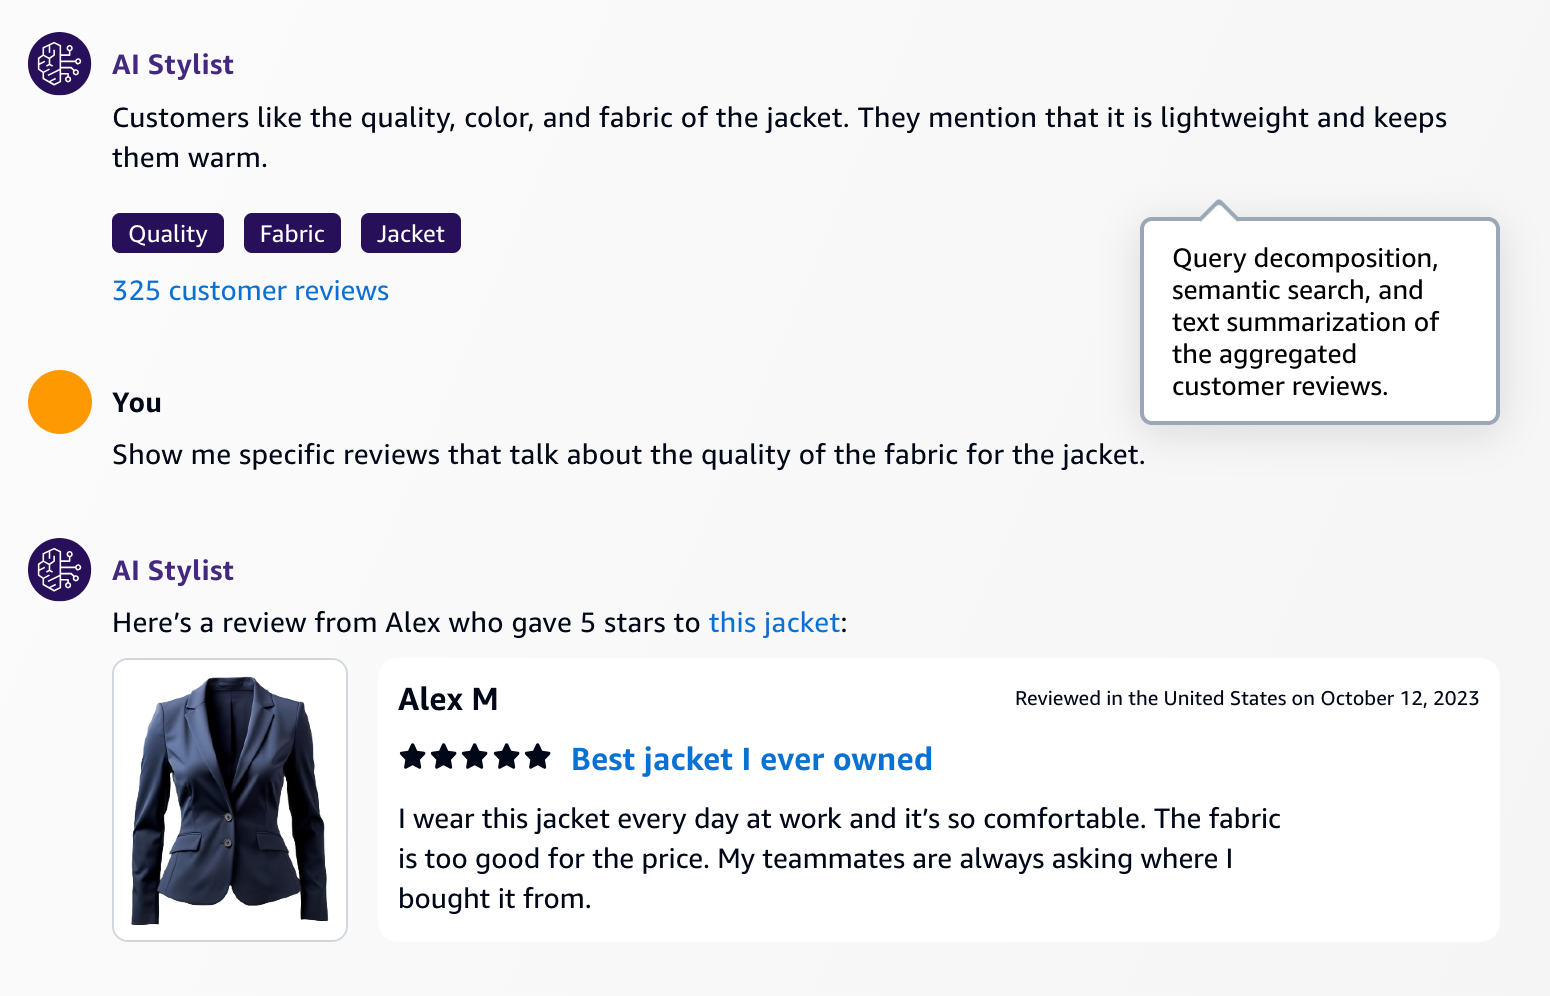 AI Stylist
Customers like the quality, color, and fabric of the jacket. They mention that it is lightweight and keeps
them warm.
Quality Fabric Jacket
325 customer reviews
Query decomposition,
semantic search, and
text summarization of
the aggregated
customer reviews.
You
Show me specific reviews that talk about the quality of the fabric for the jacket.
AI Stylist
Here’s a review from Alex who gave 5 stars to this jacket:
Alex M
Reviewed in the United States on October 12, 2023
Best jacket I ever owned
I wear this jacket every day at work and it’s so comfortable. The fabric
is too good for the price. My teammates are always asking where I
bought it from.